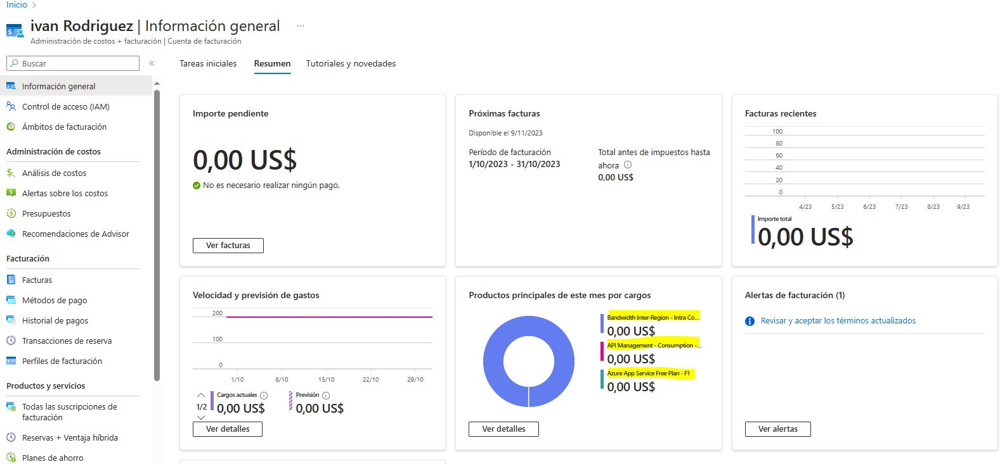 Inicio
ivan Rodriguez | Información general ...
Administración de costos + facturación | Cuenta de facturación
Buscar
«
Información general
Control de acceso (IAM)
Ámbitos de facturación
Administración de costos
Análisis de costos
Alertas sobre los costos
Presupuestos
Recomendaciones de Advisor
Facturación
Facturas
Métodos de pago
Historial de pagos
Transacciones de reserva
Perfiles de facturación
Productos y servicios
Todas las suscripciones de
facturación
Reservas + Ventaja híbrida
Planes de ahorro
Tareas iniciales
Resumen
Tutoriales y novedades
Importe pendiente
0,00 US$
No es necesario realizar ningún pago.
Ver facturas
Próximas facturas
Disponible el 9/11/2023
Período de facturación
1/10/2023 - 31/10/2023
Total antes de impuestos hasta
ahora
0,00 US$
Facturas recientes
100
80
60
40
20
0
4/23 5/23 6/23 7/23 8/23 9/23
Importe total
0,00 US$
Velocidad y previsión de gastos
200
100
0
1/10 8/10 15/10 22/10 29/10
1/2
Cargos actuales
0,00 US$
Previsión
0,00 US$
Ver detalles
Productos principales de este mes por cargos
Bandwidth Inter-Region - Intra Co...
0,00 US$
API Management - Consumption -...
0,00 US$
Azure App Service Free Plan - F1
0,00 US$
Ver detalles
Alertas de facturación (1)
Revisar y aceptar los términos actualizados
Ver alertas